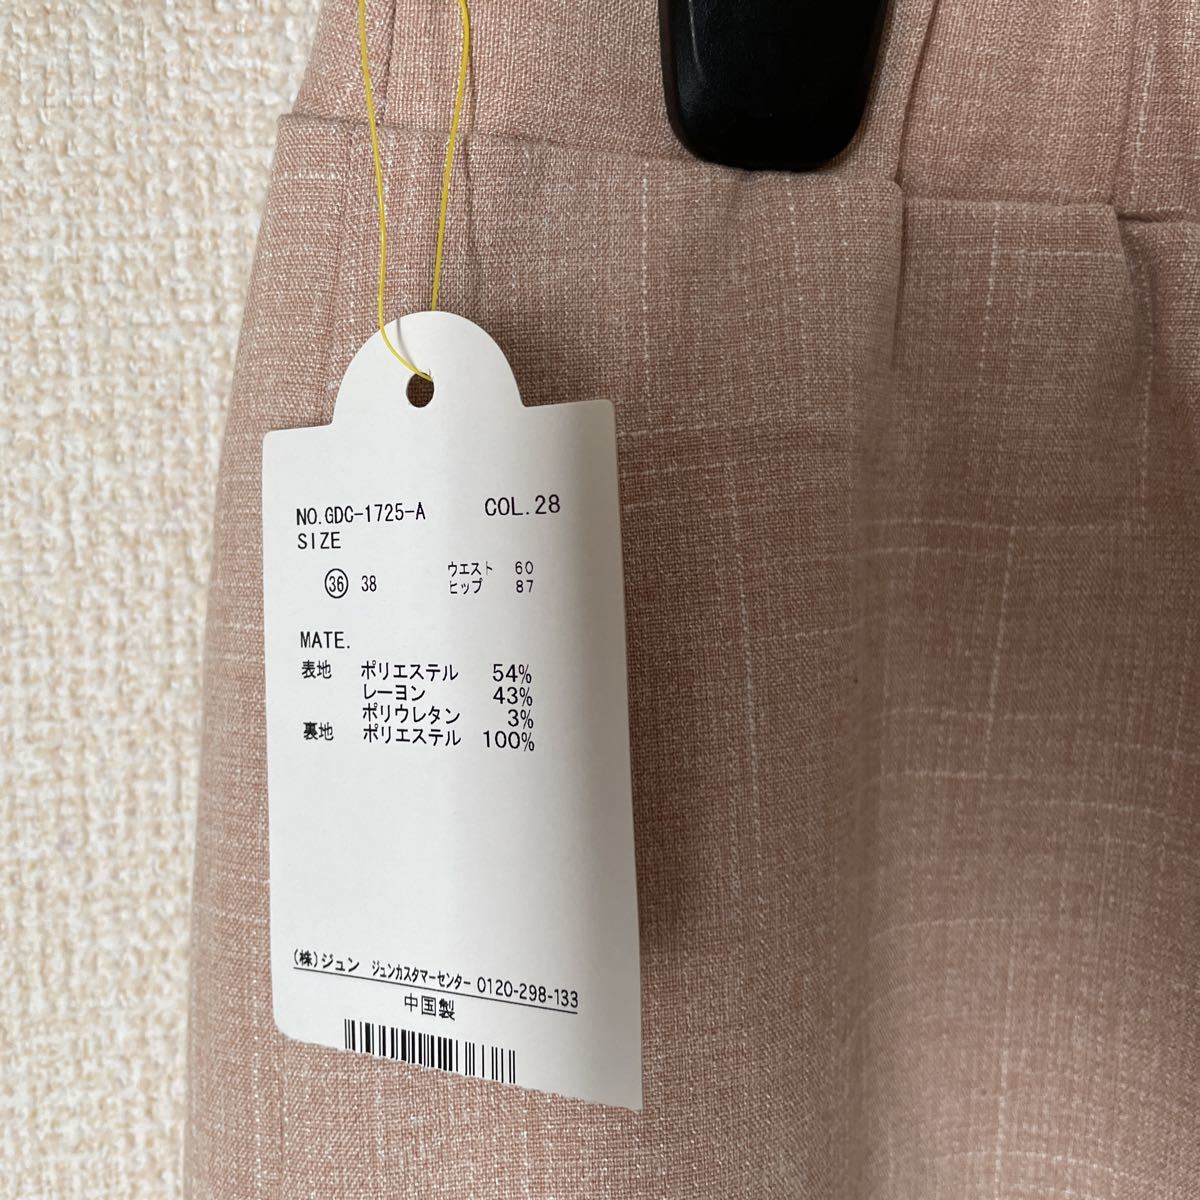 NO.GDC-1725-A COL.28
SIZE
㊱ 38 ウエスト 60
ヒップ 87
MATE.
表地 ポリエステル 54%
レーヨン 43%
ポリウレタン 3%
裏地 ポリエステル 100%
(株)ジュン ジュンカスタマーセンター 0120-298-133
中国製